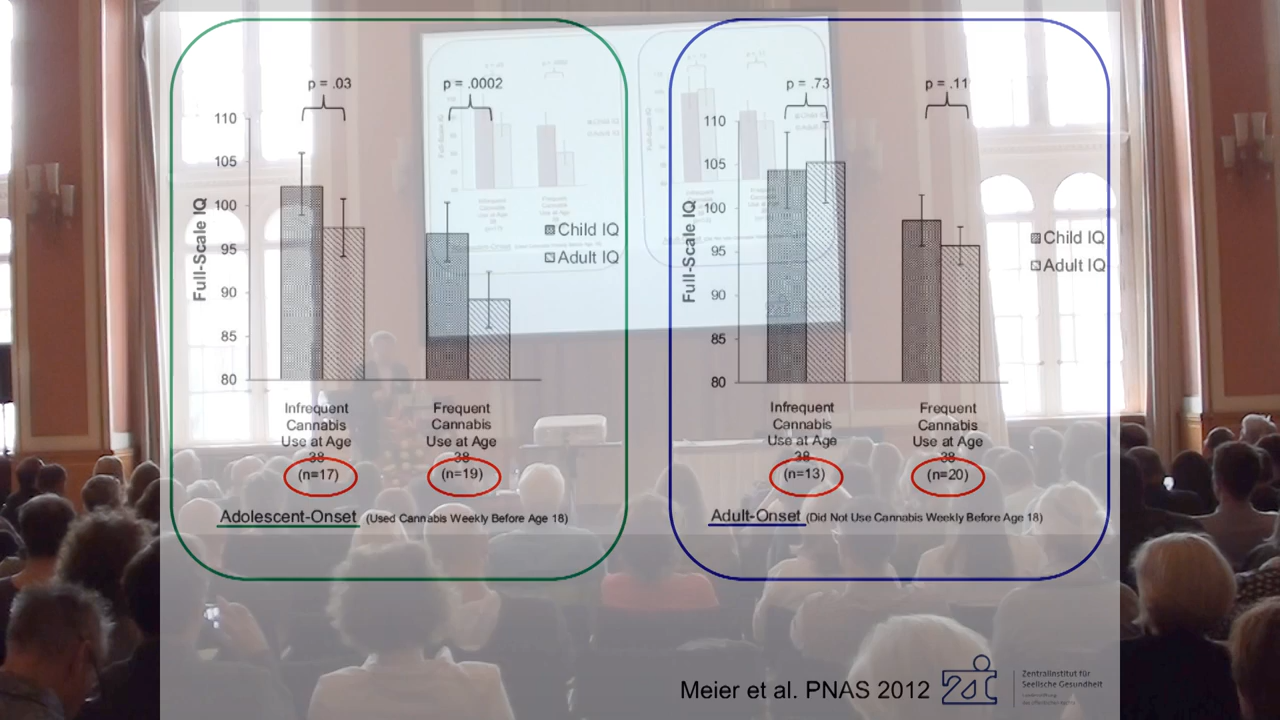 p = .03
p = .0002
110
105
100
95
90
85
80
Full-Scale IQ
Child IQ
Adult IQ
Infrequent
Cannabis
Use at Age
38
(n=17)
Frequent
Cannabis
Use at Age
38
(n=19)
Adolescent-Onset (Used Cannabis Weekly Before Age 18)
p = .73
p = .11
110
105
100
95
90
85
80
Full-Scale IQ
Child IQ
Adult IQ
Infrequent
Cannabis
Use at Age
38
(n=13)
Frequent
Cannabis
Use at Age
38
(n=20)
Adult-Onset (Did Not Use Cannabis Weekly Before Age 18)
Meier et al. PNAS 2012
Zentralinstitut für
Seelische Gesundheit